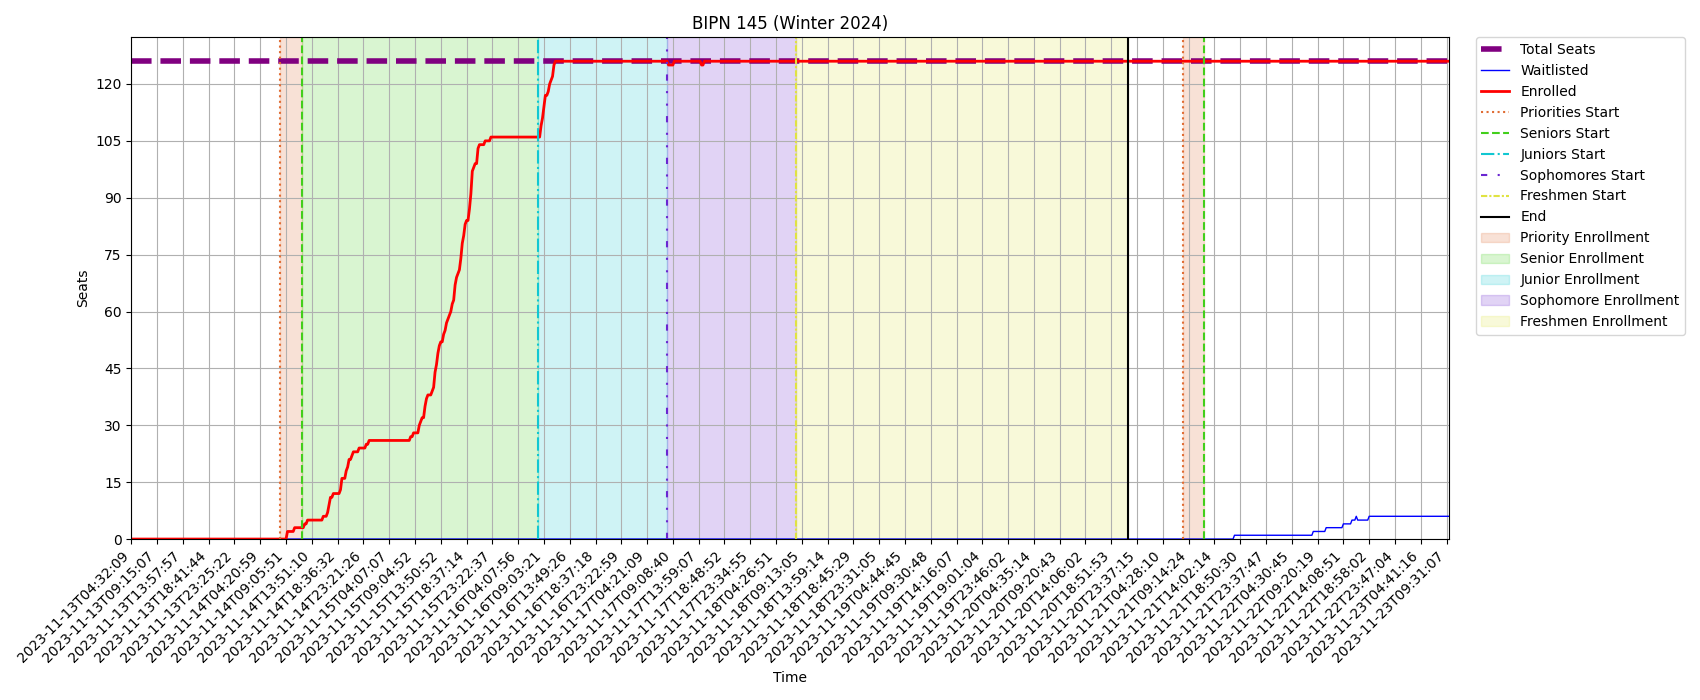 BIPN 145 (Winter 2024)
Seats
120
105
90
75
60
45
30
15
0
2023-11-13T04:32:09
2023-11-13T09:15:07
2023-11-13T13:57:57
2023-11-13T18:41:44
2023-11-13T23:25:22
2023-11-14T04:20:59
2023-11-14T09:05:51
2023-11-14T13:51:10
2023-11-14T18:36:32
2023-11-14T23:21:26
2023-11-15T04:07:07
2023-11-15T09:04:52
2023-11-15T13:50:52
2023-11-15T18:37:14
2023-11-15T23:22:37
2023-11-16T04:07:56
2023-11-16T09:03:21
2023-11-16T13:49:26
2023-11-16T18:37:18
2023-11-16T23:22:59
2023-11-17T04:21:09
2023-11-17T09:08:40
2023-11-17T13:59:07
2023-11-17T18:48:52
2023-11-17T23:34:55
2023-11-18T04:26:51
2023-11-18T09:13:05
2023-11-18T13:59:14
2023-11-18T18:45:29
2023-11-18T23:31:05
2023-11-19T04:44:45
2023-11-19T09:30:48
2023-11-19T14:16:07
2023-11-19T19:01:04
2023-11-19T23:46:02
2023-11-20T04:35:14
2023-11-20T09:20:43
2023-11-20T14:06:02
2023-11-20T18:51:53
2023-11-20T23:37:15
2023-11-21T04:28:10
2023-11-21T09:14:24
2023-11-21T14:02:14
2023-11-21T18:50:30
2023-11-21T23:37:47
2023-11-22T04:30:45
2023-11-22T09:20:19
2023-11-22T14:08:51
2023-11-22T18:58:02
2023-11-22T23:47:04
2023-11-23T04:41:16
2023-11-23T09:31:07
Time
Total Seats
Waitlisted
Enrolled
Priorities Start
Seniors Start
Juniors Start
Sophomores Start
Freshmen Start
End
Priority Enrollment
Senior Enrollment
Junior Enrollment
Sophomore Enrollment
Freshmen Enrollment